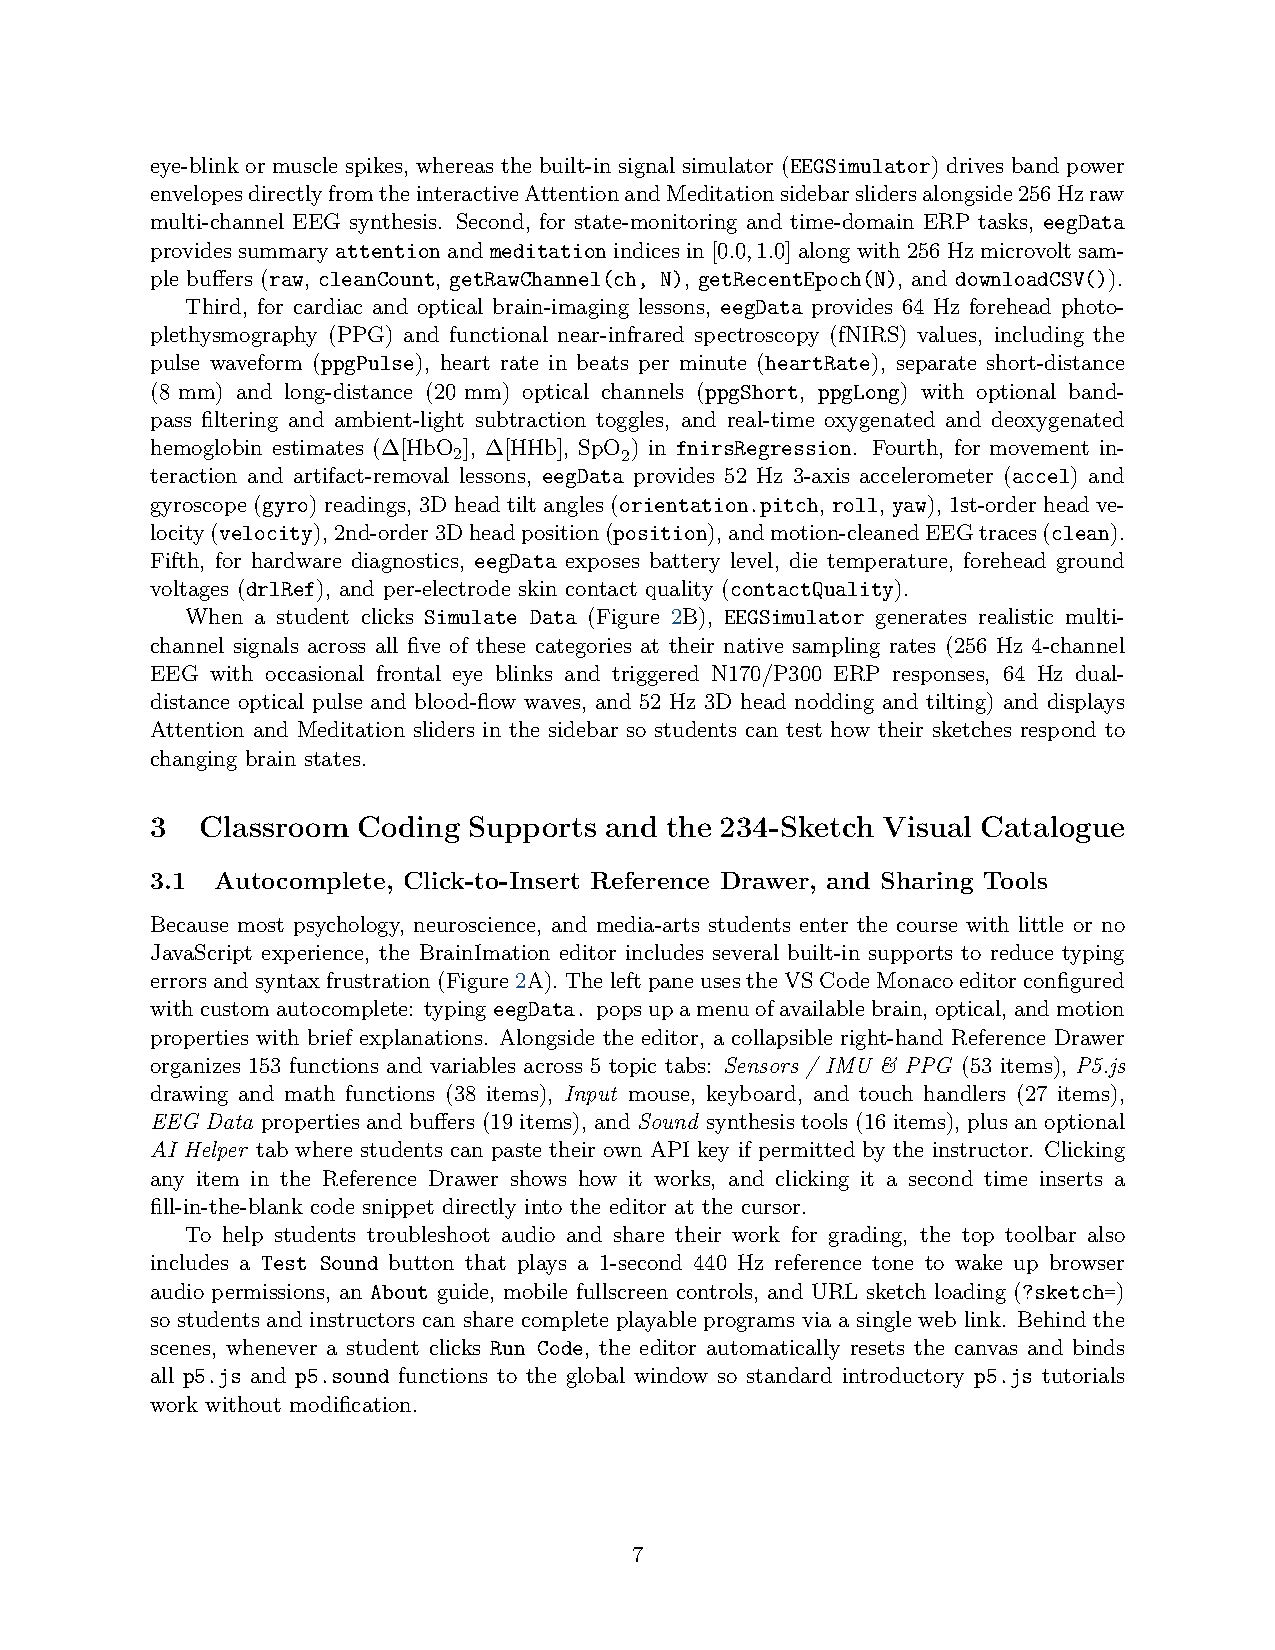 eye-blink or muscle spikes, whereas the built-in signal simulator (EEGSimulator) drives band power
envelopes directly from the interactive Attention and Meditation sidebar sliders alongside 256 Hz raw
multi-channel EEG synthesis. Second, for state-monitoring and time-domain ERP tasks, eegData
provides summary attention and meditation indices in [0.0, 1.0] along with 256 Hz microvolt sam-
ple buffers (raw, cleanCount, getRawChannel(ch, N), getRecentEpoch(N), and downloadCSV()).
Third, for cardiac and optical brain-imaging lessons, eegData provides 64 Hz forehead photo-
plethysmography (PPG) and functional near-infrared spectroscopy (fNIRS) values, including the
pulse waveform (ppgPulse), heart rate in beats per minute (heartRate), separate short-distance
(8 mm) and long-distance (20 mm) optical channels (ppgShort, ppgLong) with optional band-
pass filtering and ambient-light subtraction toggles, and real-time oxygenated and deoxygenated
hemoglobin estimates (Δ[HbO₂], Δ[HHb], SpO₂) in fnirsRegression. Fourth, for movement in-
teraction and artifact-removal lessons, eegData provides 52 Hz 3-axis accelerometer (accel) and
gyroscope (gyro) readings, 3D head tilt angles (orientation.pitch, roll, yaw), 1st-order head ve-
locity (velocity), 2nd-order 3D head position (position), and motion-cleaned EEG traces (clean).
Fifth, for hardware diagnostics, eegData exposes battery level, die temperature, forehead ground
voltages (drlRef), and per-electrode skin contact quality (contactQuality).
When a student clicks Simulate Data (Figure 2B), EEGSimulator generates realistic multi-
channel signals across all five of these categories at their native sampling rates (256 Hz 4-channel
EEG with occasional frontal eye blinks and triggered N170/P300 ERP responses, 64 Hz dual-
distance optical pulse and blood-flow waves, and 52 Hz 3D head nodding and tilting) and displays
Attention and Meditation sliders in the sidebar so students can test how their sketches respond to
changing brain states.
3 Classroom Coding Supports and the 234-Sketch Visual Catalogue
3.1 Autocomplete, Click-to-Insert Reference Drawer, and Sharing Tools
Because most psychology, neuroscience, and media-arts students enter the course with little or no
JavaScript experience, the BrainImation editor includes several built-in supports to reduce typing
errors and syntax frustration (Figure 2A). The left pane uses the VS Code Monaco editor configured
with custom autocomplete: typing eegData. pops up a menu of available brain, optical, and motion
properties with brief explanations. Alongside the editor, a collapsible right-hand Reference Drawer
organizes 153 functions and variables across 5 topic tabs: Sensors / IMU & PPG (53 items), P5.js
drawing and math functions (38 items), Input mouse, keyboard, and touch handlers (27 items),
EEG Data properties and buffers (19 items), and Sound synthesis tools (16 items), plus an optional
AI Helper tab where students can paste their own API key if permitted by the instructor. Clicking
any item in the Reference Drawer shows how it works, and clicking it a second time inserts a
fill-in-the-blank code snippet directly into the editor at the cursor.
To help students troubleshoot audio and share their work for grading, the top toolbar also
includes a Test Sound button that plays a 1-second 440 Hz reference tone to wake up browser
audio permissions, an About guide, mobile fullscreen controls, and URL sketch loading (?sketch=)
so students and instructors can share complete playable programs via a single web link. Behind the
scenes, whenever a student clicks Run Code, the editor automatically resets the canvas and binds
all p5.js and p5.sound functions to the global window so standard introductory p5.js tutorials
work without modification.
7